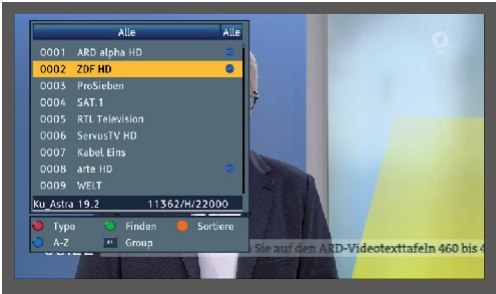 Alle Alle
0001 ARD alpha HD
0002 ZDF HD
0003 ProSieben
0004 SAT.1
0005 RTL Television
0006 ServusTV HD
0007 Kabel Eins
0008 arte HD
0009 WELT
Ku_Astra 19.2 11362/H/22000
Type Finden Sortiere
A-Z F1 Group
Sie auf den ARD-Videotexttafeln 460 bis 4